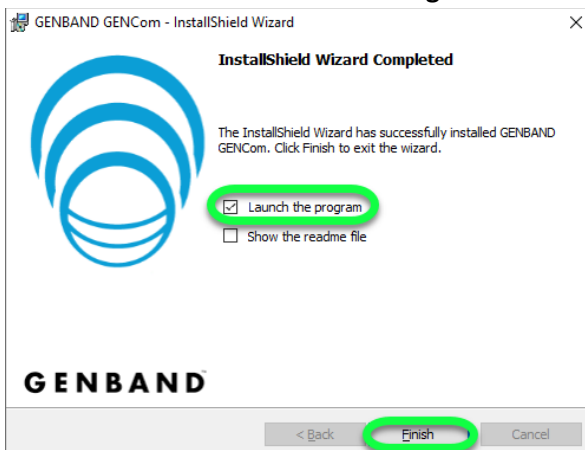 GENBAND GENCom - InstallShield Wizard
InstallShield Wizard Completed
The InstallShield Wizard has successfully installed GENBAND
GENCom. Click Finish to exit the wizard.
Launch the program
Show the readme file
GENBAND
< Back Finish Cancel